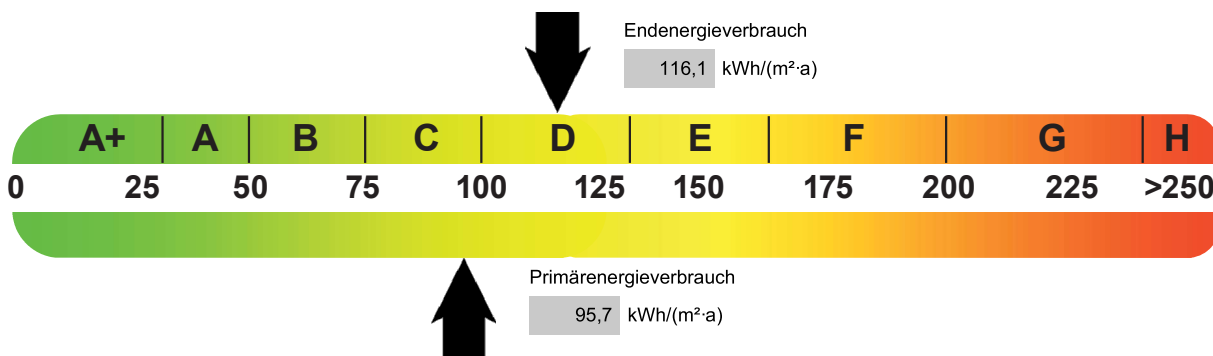 Endenergieverbrauch
116,1 kWh/(m²·a)
A+ A B C D E F G H
0 25 50 75 100 125 150 175 200 225 >250
Primärenergieverbrauch
95,7 kWh/(m²·a)